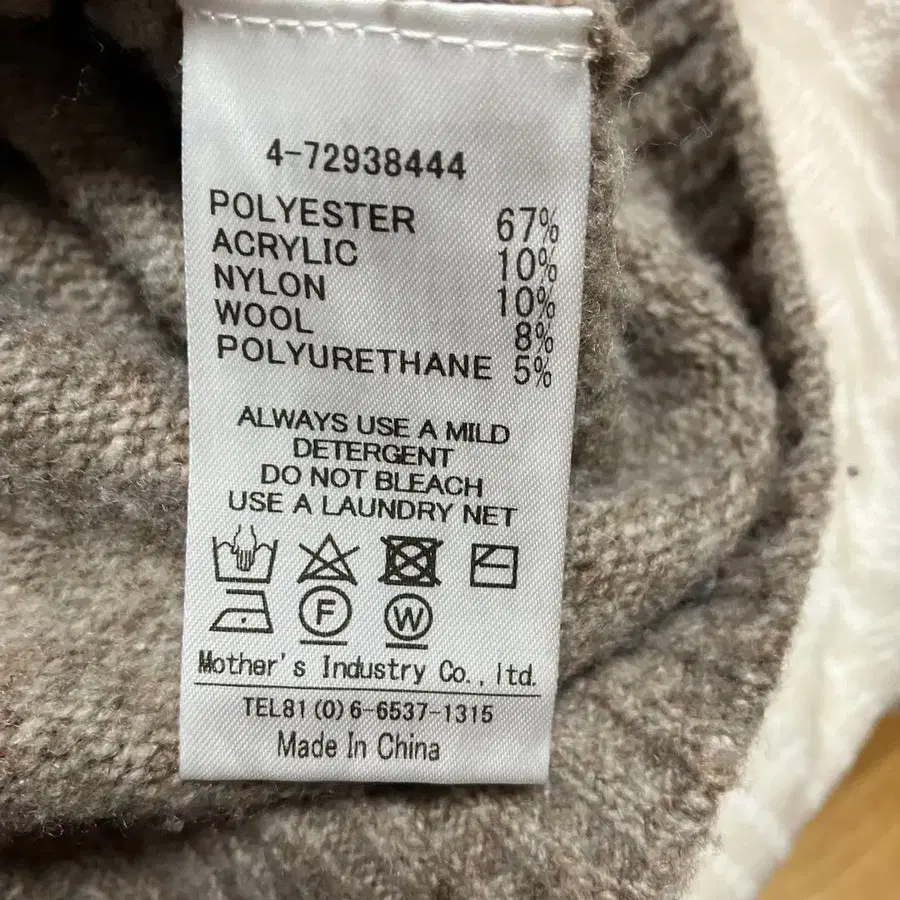 4-72938444
POLYESTER 67%
ACRYLIC 10%
NYLON 10%
WOOL 8%
POLYURETHANE 5%
ALWAYS USE A MILD
DETERGENT
DO NOT BLEACH
USE A LAUNDRY NET
F W
Mother's Industry Co., ltd.
TEL81(0)6-6537-1315
Made In China